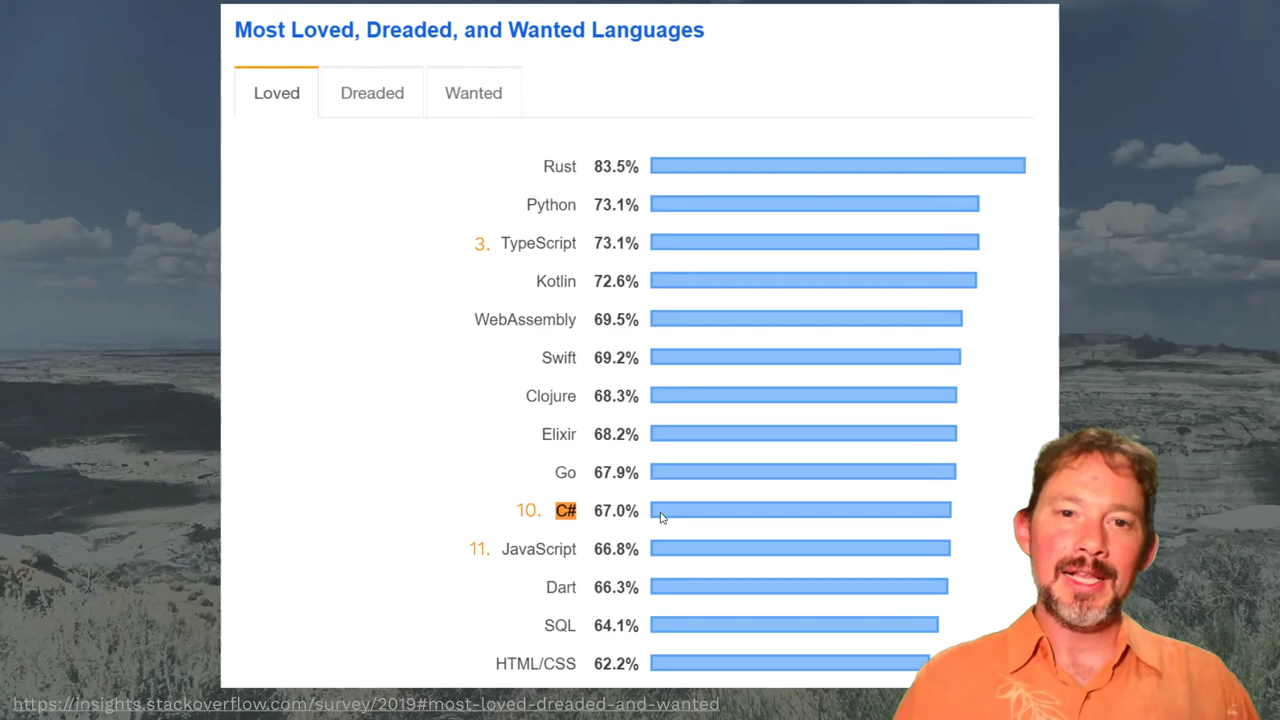 Most Loved, Dreaded, and Wanted Languages
Loved Dreaded Wanted
Rust 83.5%
Python 73.1%
3. TypeScript 73.1%
Kotlin 72.6%
WebAssembly 69.5%
Swift 69.2%
Clojure 68.3%
Elixir 68.2%
Go 67.9%
10. C# 67.0%
11. JavaScript 66.8%
Dart 66.3%
SQL 64.1%
HTML/CSS 62.2%
https://insights.stackoverflow.com/survey/2019#most-loved-dreaded-and-wanted